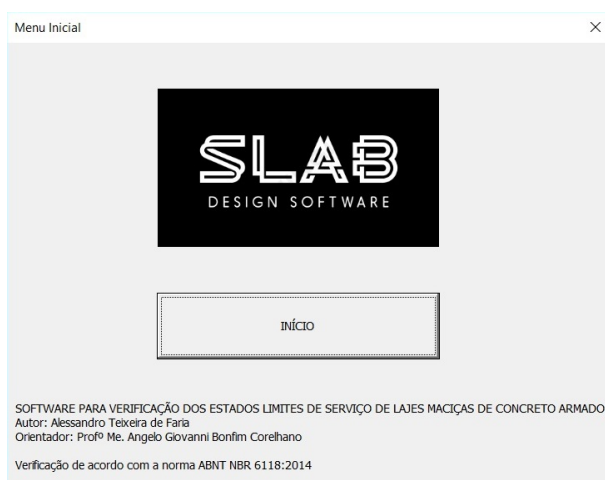 Menu Inicial
SLAB
DESIGN SOFTWARE
INÍCIO
SOFTWARE PARA VERIFICAÇÃO DOS ESTADOS LIMITES DE SERVIÇO DE LAJES MACIÇAS DE CONCRETO ARMADO
Autor: Alessandro Teixeira de Faria
Orientador: Profº Me. Angelo Giovanni Bonfim Corelhano
Verificação de acordo com a norma ABNT NBR 6118:2014